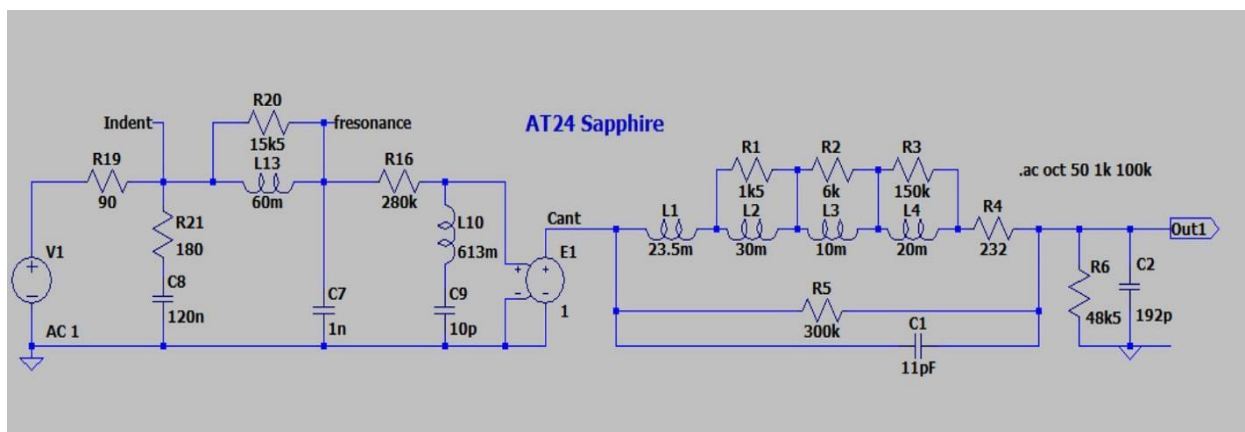 AT24 Sapphire
Indent
R20
15k5
fresonance
R19
90
L13
60m
R16
280k
R21
180
L10
613m
V1
AC 1
C8
120n
C7
1n
C9
10p
E1
1
Cant
L1
23.5m
R1
1k5
L2
30m
R2
6k
L3
10m
R3
150k
L4
20m
R4
232
.ac oct 50 1k 100k
Out1
R5
300k
C1
11pF
R6
48k5
C2
192p